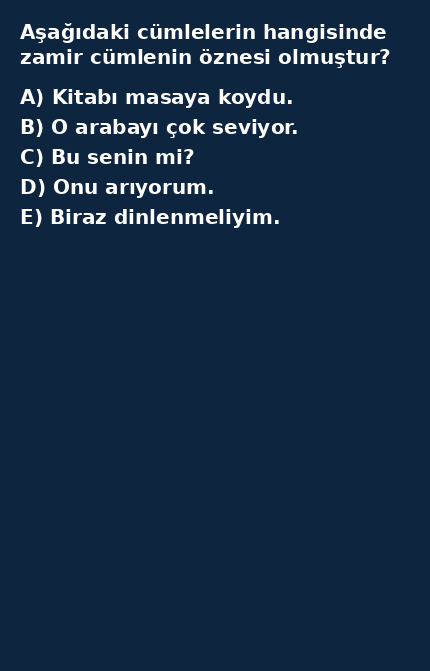 Aşağıdaki cümlelerin hangisinde
zamir cümlenin öznesi olmuştur?
A) Kitabı masaya koydu.
B) O arabayı çok seviyor.
C) Bu senin mi?
D) Onu arıyorum.
E) Biraz dinlenmeliyim.